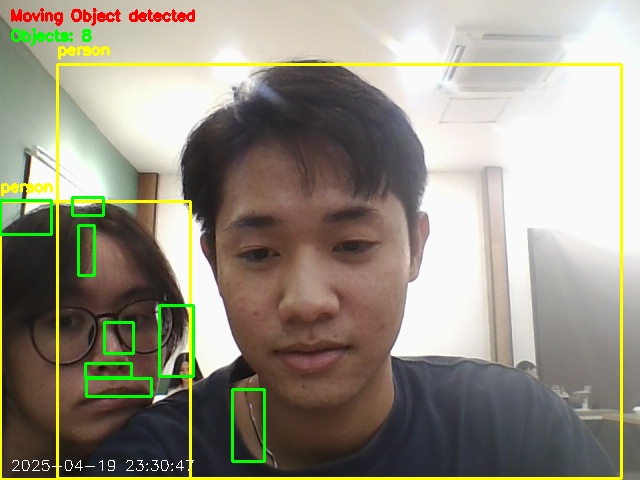 Moving Object detected
Objects: 8
person
person
2025-04-19 23:30:47